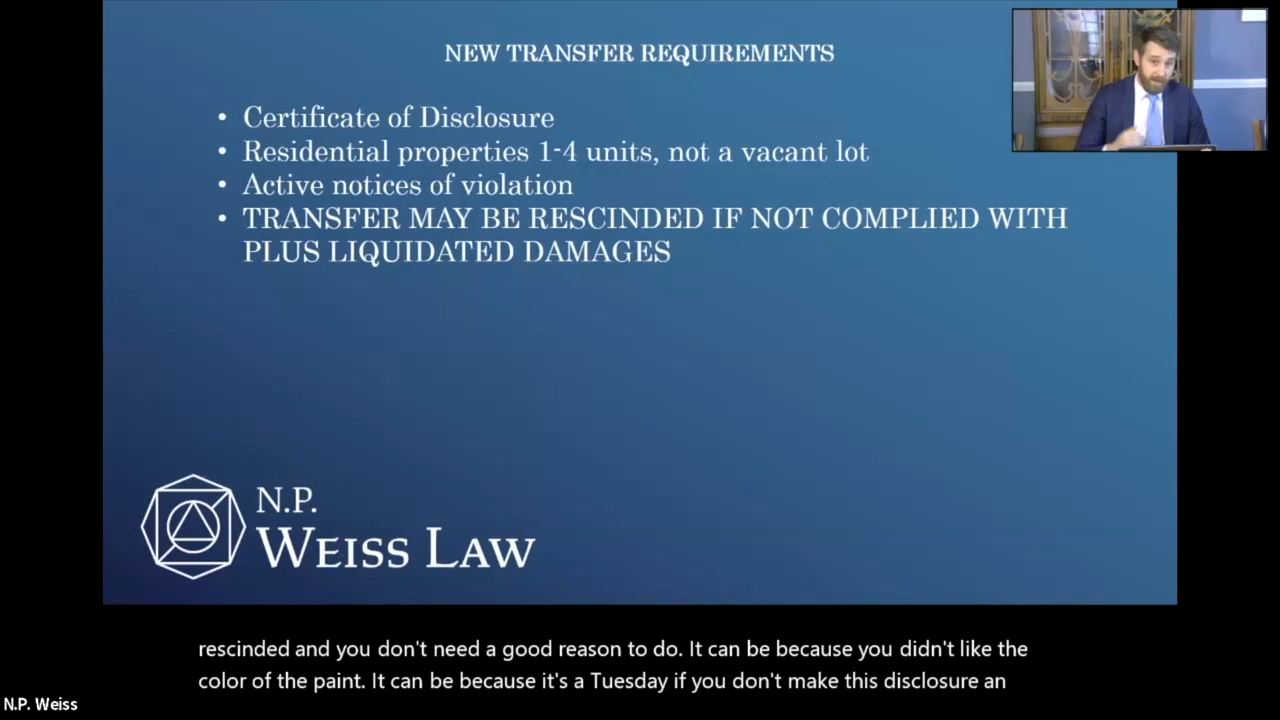 NEW TRANSFER REQUIREMENTS
• Certificate of Disclosure
• Residential properties 1-4 units, not a vacant lot
• Active notices of violation
• TRANSFER MAY BE RESCINDED IF NOT COMPLIED WITH
PLUS LIQUIDATED DAMAGES
N.P.
WEISS LAW
rescinded and you don't need a good reason to do. It can be because you didn't like the
color of the paint. It can be because it's a Tuesday if you don't make this disclosure an
N.P. Weiss